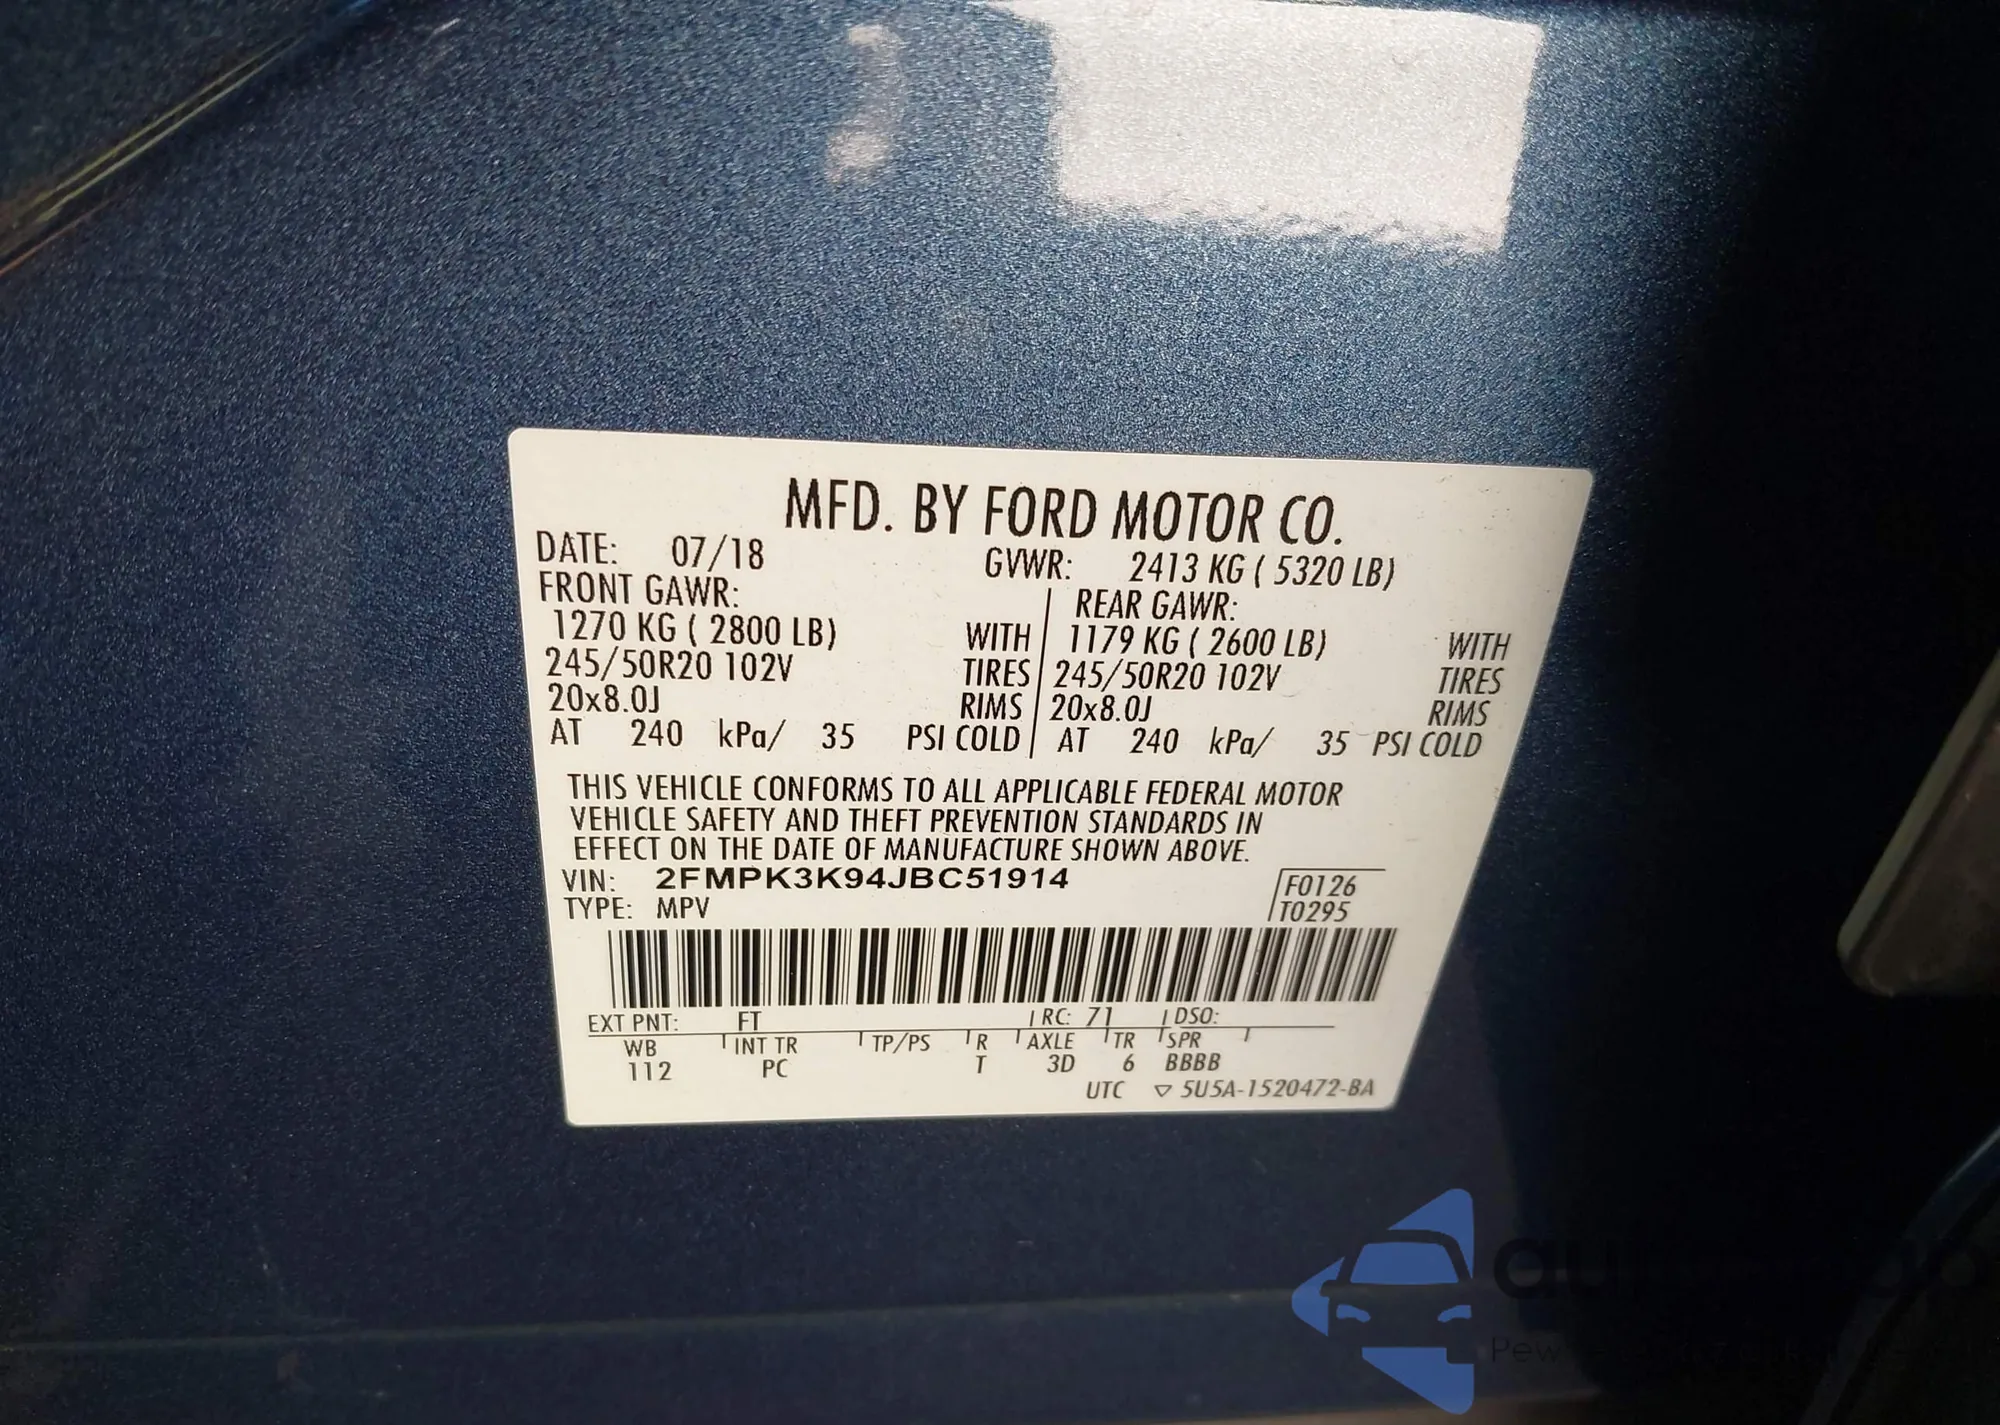 MFD. BY FORD MOTOR CO.
DATE: 07/18 GVWR: 2413 KG ( 5320 LB)
FRONT GAWR: REAR GAWR:
1270 KG ( 2800 LB) WITH 1179 KG ( 2600 LB) WITH
245/50R20 102V TIRES 245/50R20 102V TIRES
20x8.0J RIMS 20x8.0J RIMS
AT 240 kPa/ 35 PSI COLD AT 240 kPa/ 35 PSI COLD
THIS VEHICLE CONFORMS TO ALL APPLICABLE FEDERAL MOTOR
VEHICLE SAFETY AND THEFT PREVENTION STANDARDS IN
EFFECT ON THE DATE OF MANUFACTURE SHOWN ABOVE.
VIN: 2FMPK3K94JBC51914 F0126
TYPE: MPV T0295
EXT PNT: FT RC: 71 DSO:
WB INT TR TP/PS R AXLE TR SPR
112 PC T 3D 6 BBBB
UTC ▽ 5U5A-1520472-BA